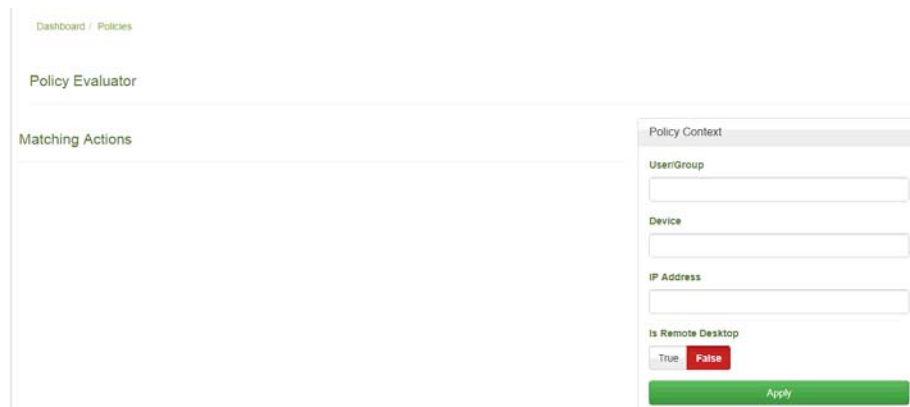 Dashboard / Policies
Policy Evaluator
Matching Actions
Policy Context
User/Group
Device
IP Address
Is Remote Desktop
True False
Apply